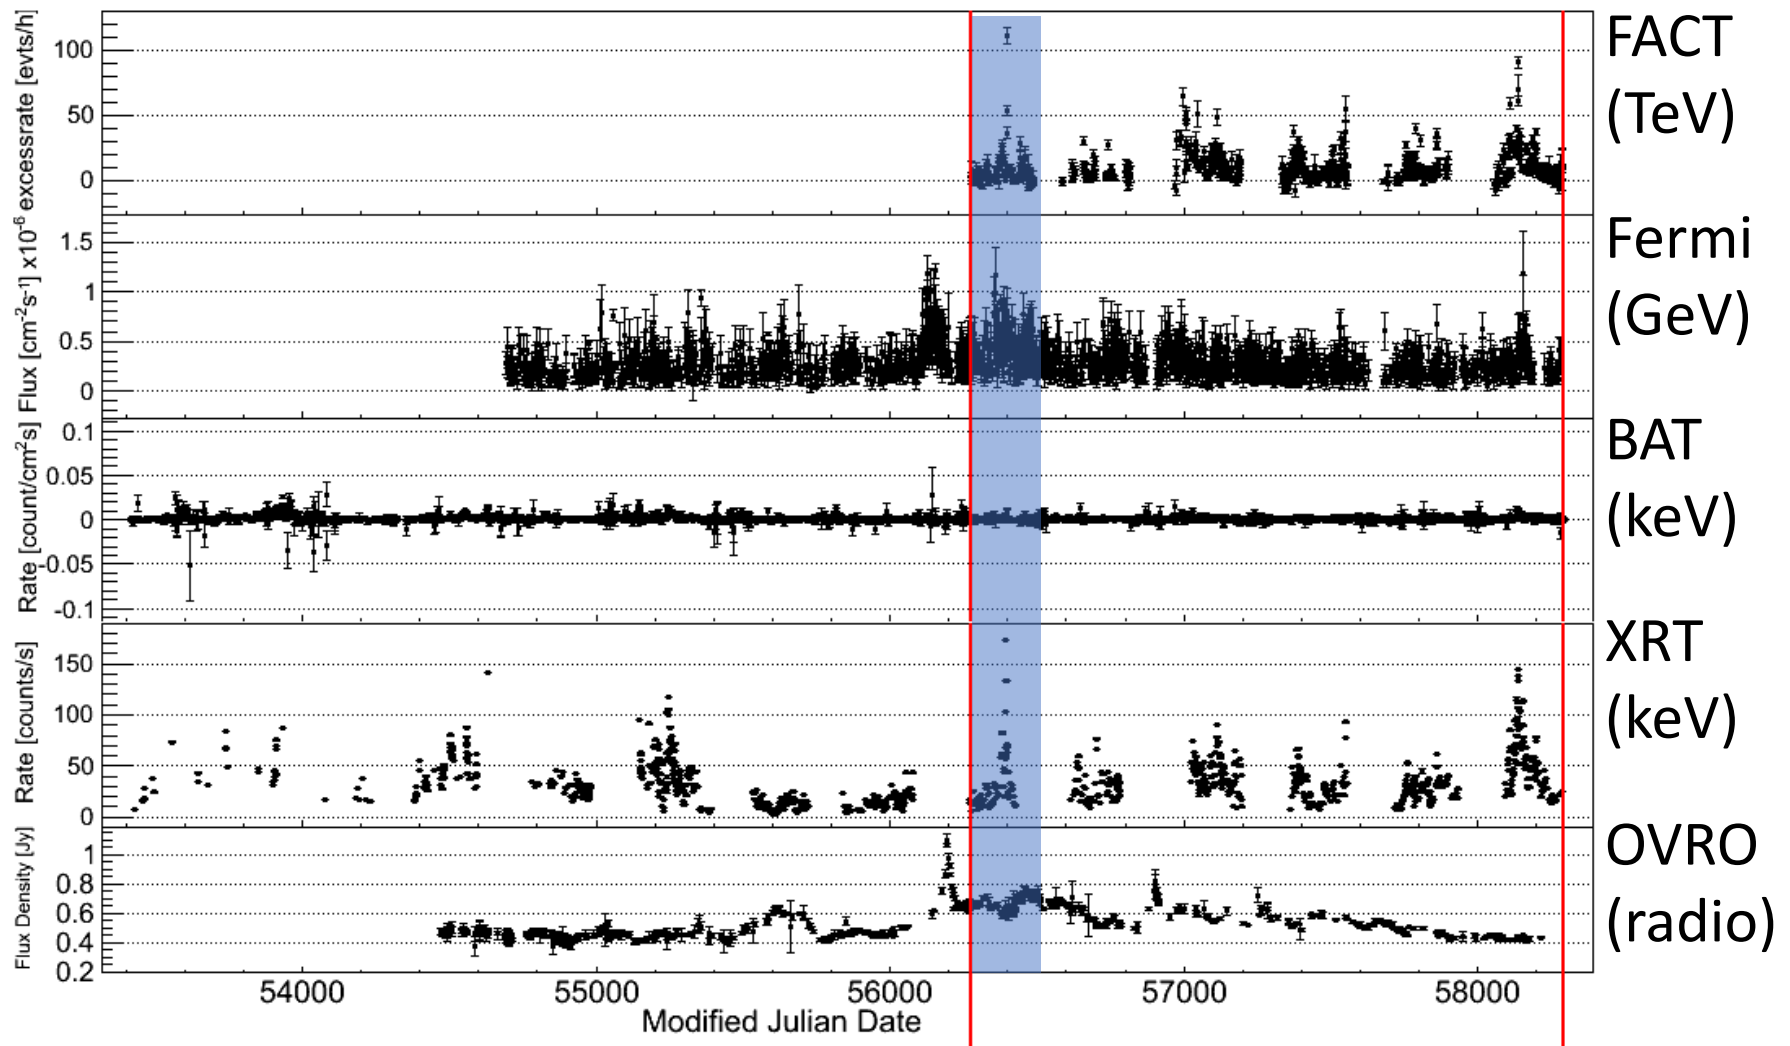 excessrate [evts/h]
100
50
0
FACT
(TeV)
Flux [cm⁻²s⁻¹] x10⁻⁶
1.5
1
0.5
0
Fermi
(GeV)
Rate [count/cm²s]
0.1
0.05
0
-0.05
-0.1
BAT
(keV)
Rate [counts/s]
150
100
50
0
XRT
(keV)
Flux Density [Jy]
1
0.8
0.6
0.4
0.2
OVRO
(radio)
54000 55000 56000 57000 58000
Modified Julian Date